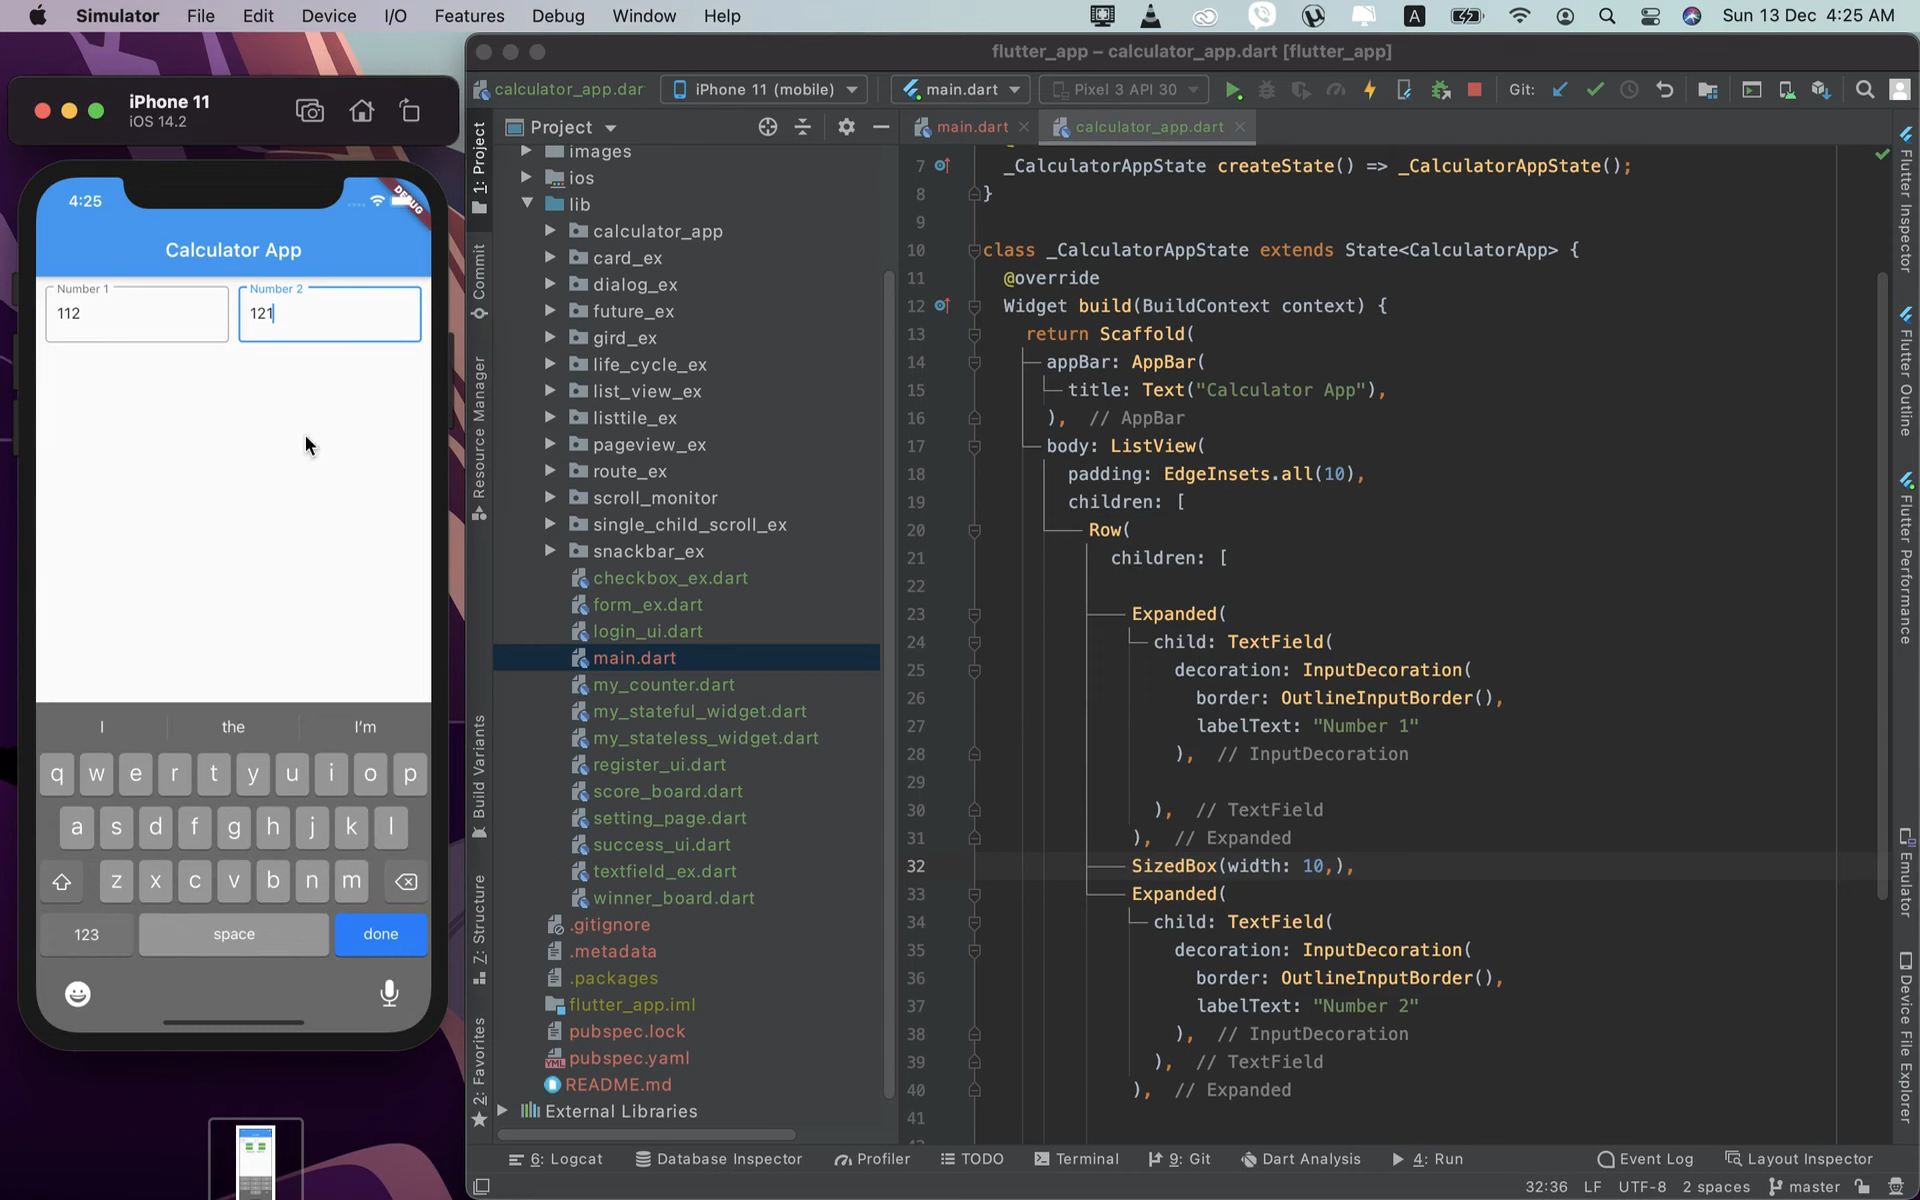 Simulator File Edit Device I/O Features Debug Window Help
A
Sun 13 Dec 4:25 AM
iPhone 11
iOS 14.2
4:25
DEBUG
Calculator App
Number 1
112
Number 2
121
I the I'm
q w e r t y u i o p
a s d f g h j k l
z x c v b n m
123 space done
flutter_app – calculator_app.dart [flutter_app]
calculator_app.dar
iPhone 11 (mobile)
main.dart
Pixel 3 API 30
Git:
1: Project
Commit
Resource Manager
Build Variants
7: Structure
2: Favorites
Project
images
ios
lib
calculator_app
card_ex
dialog_ex
future_ex
gird_ex
life_cycle_ex
list_view_ex
listtile_ex
pageview_ex
route_ex
scroll_monitor
single_child_scroll_ex
snackbar_ex
checkbox_ex.dart
form_ex.dart
login_ui.dart
main.dart
my_counter.dart
my_stateful_widget.dart
my_stateless_widget.dart
register_ui.dart
score_board.dart
setting_page.dart
success_ui.dart
textfield_ex.dart
winner_board.dart
.gitignore
.metadata
.packages
flutter_app.iml
pubspec.lock
pubspec.yaml
README.md
External Libraries
main.dart
calculator_app.dart
7 _CalculatorAppState createState() => _CalculatorAppState();
8 }
9
10 class _CalculatorAppState extends State<CalculatorApp> {
11 @override
12 Widget build(BuildContext context) {
13 return Scaffold(
14 appBar: AppBar(
15 title: Text("Calculator App"),
16 ), // AppBar
17 body: ListView(
18 padding: EdgeInsets.all(10),
19 children: [
20 Row(
21 children: [
22
23 Expanded(
24 child: TextField(
25 decoration: InputDecoration(
26 border: OutlineInputBorder(),
27 labelText: "Number 1"
28 ), // InputDecoration
29
30 ), // TextField
31 ), // Expanded
32 SizedBox(width: 10,),
33 Expanded(
34 child: TextField(
35 decoration: InputDecoration(
36 border: OutlineInputBorder(),
37 labelText: "Number 2"
38 ), // InputDecoration
39 ), // TextField
40 ), // Expanded
41
Flutter Inspector
Flutter Outline
Flutter Performance
Emulator
Device File Explorer
6: Logcat
Database Inspector
Profiler
TODO
Terminal
9: Git
Dart Analysis
4: Run
Event Log
Layout Inspector
32:36 LF UTF-8 2 spaces master